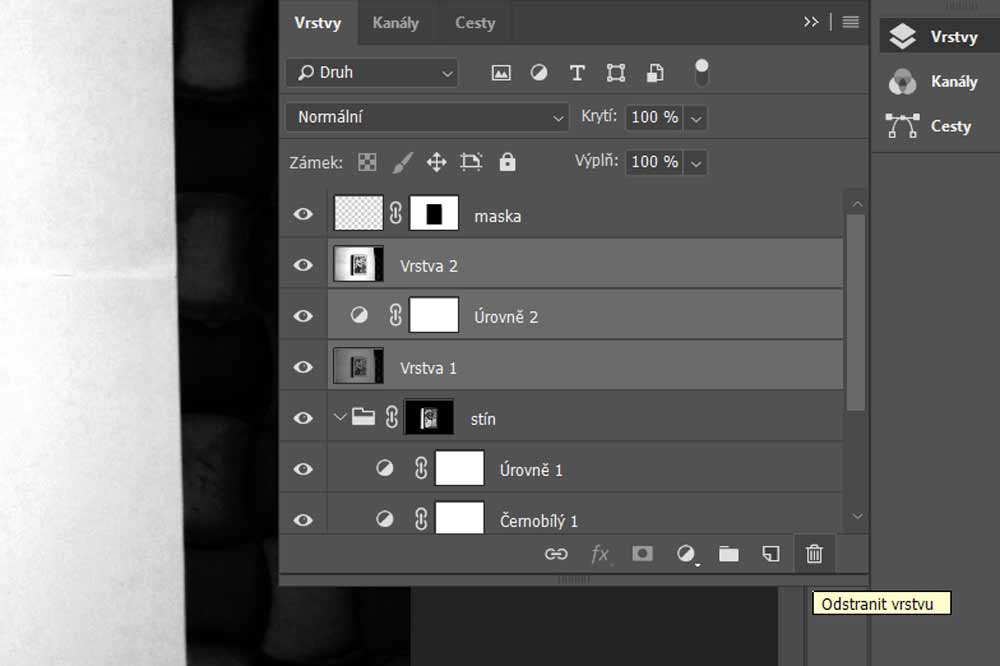 Vrstvy Kanály Cesty
Druh
Normální Krytí: 100 %
Zámek: Výplň: 100 %
maska
Vrstva 2
Úrovně 2
Vrstva 1
stín
Úrovně 1
Černobílý 1
fx
Odstranit vrstvu
Vrstvy
Kanály
Cesty